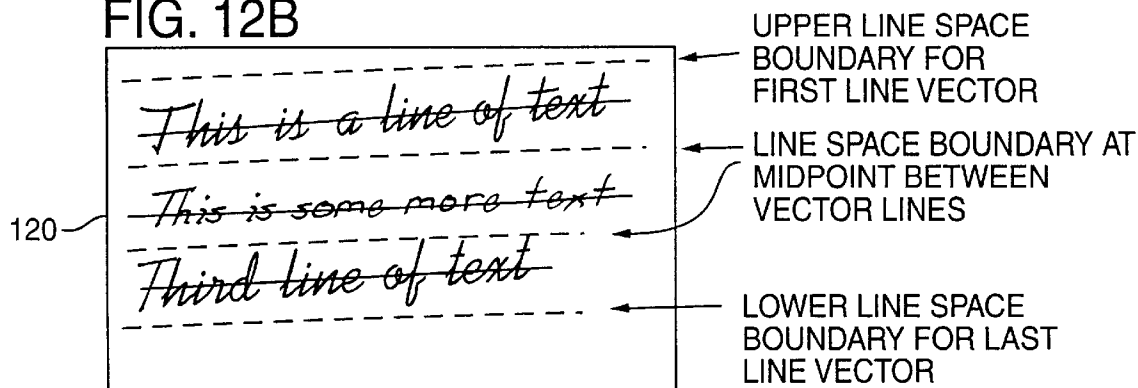 FIG. 12B
UPPER LINE SPACE
BOUNDARY FOR
FIRST LINE VECTOR
This is a line of text
LINE SPACE BOUNDARY AT
MIDPOINT BETWEEN
VECTOR LINES
This is some more text
120
Third line of text
LOWER LINE SPACE
BOUNDARY FOR LAST
LINE VECTOR